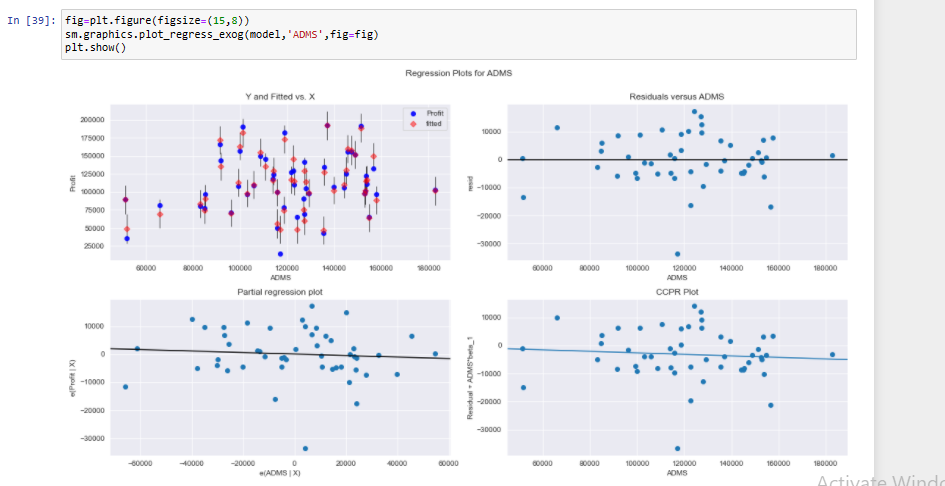 In [39]: fig=plt.figure(figsize=(15,8))
sm.graphics.plot_regress_exog(model,'ADMS',fig=fig)
plt.show()
Regression Plots for ADMS
Y and Fitted vs. X
Profit
fitted
200000
175000
150000
125000
100000
75000
50000
25000
Profit
60000 80000 100000 120000 140000 160000 180000
ADMS
Residuals versus ADMS
10000
0
−10000
−20000
−30000
resid
60000 80000 100000 120000 140000 160000 180000
ADMS
Partial regression plot
10000
0
−10000
−20000
−30000
e(Profit | X)
−60000 −40000 −20000 0 20000 40000 60000
e(ADMS | X)
CCPR Plot
10000
0
−10000
−20000
−30000
Residual + ADMS*beta_1
60000 80000 100000 120000 140000 160000 180000
ADMS
Activate Windo